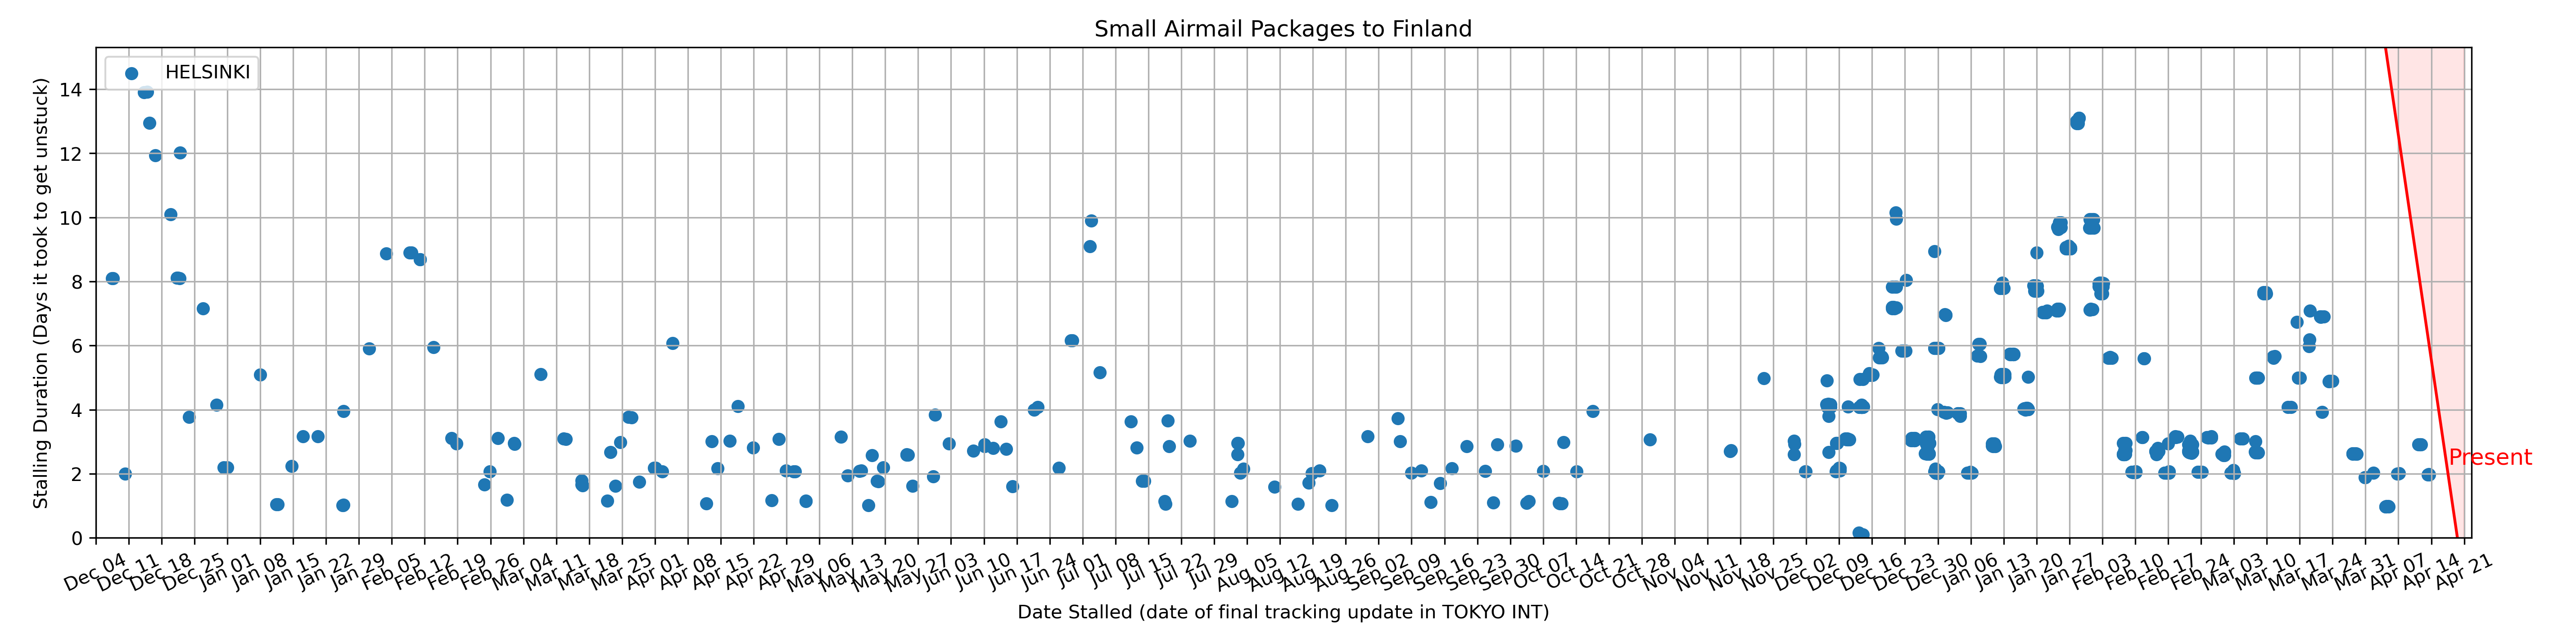 Small Airmail Packages to Finland
HELSINKI
Stalling Duration (Days it took to get unstuck)
14
12
10
8
6
4
2
0
Present
Dec 04
Dec 11
Dec 18
Dec 25
Jan 01
Jan 08
Jan 15
Jan 22
Jan 29
Feb 05
Feb 12
Feb 19
Feb 26
Mar 04
Mar 11
Mar 18
Mar 25
Apr 01
Apr 08
Apr 15
Apr 22
Apr 29
May 06
May 13
May 20
May 27
Jun 03
Jun 10
Jun 17
Jun 24
Jul 01
Jul 08
Jul 15
Jul 22
Jul 29
Aug 05
Aug 12
Aug 19
Aug 26
Sep 02
Sep 09
Sep 16
Sep 23
Sep 30
Oct 07
Oct 14
Oct 21
Oct 28
Nov 04
Nov 11
Nov 18
Nov 25
Dec 02
Dec 09
Dec 16
Dec 23
Dec 30
Jan 06
Jan 13
Jan 20
Jan 27
Feb 03
Feb 10
Feb 17
Feb 24
Mar 03
Mar 10
Mar 17
Mar 24
Mar 31
Apr 07
Apr 14
Apr 21
Date Stalled (date of final tracking update in TOKYO INT)